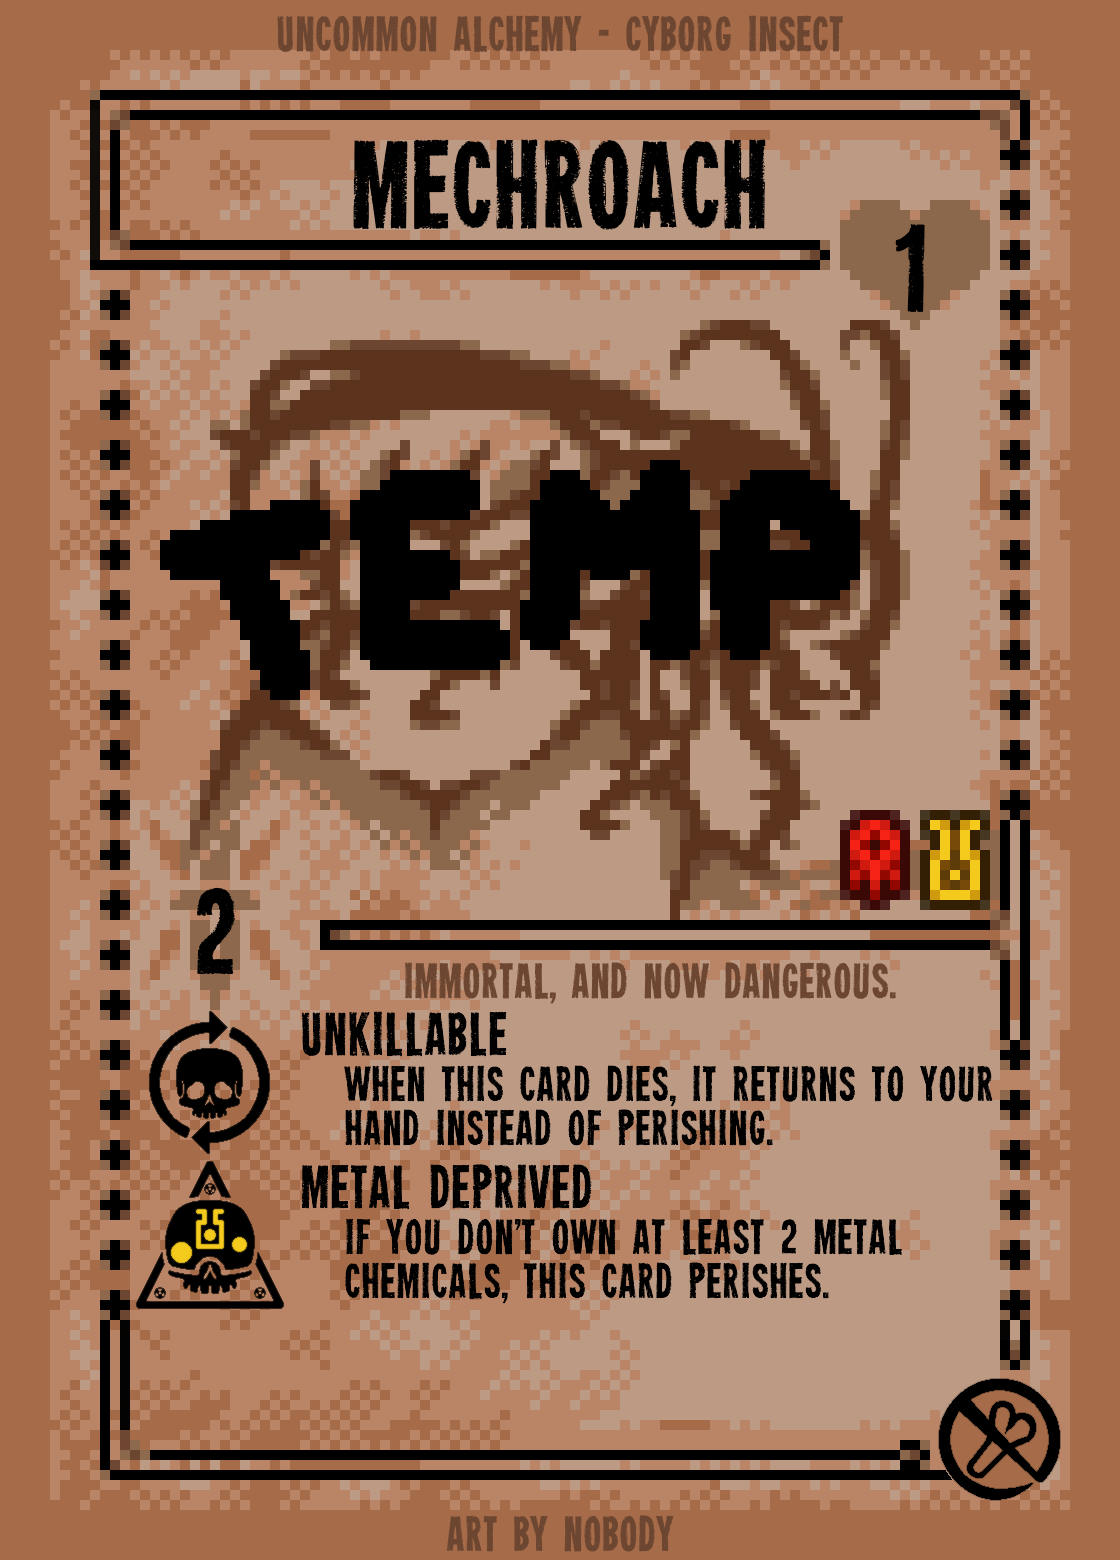 UNCOMMON ALCHEMY - CYBORG INSECT
MECHROACH
1
TEMP
2
IMMORTAL, AND NOW DANGEROUS.
UNKILLABLE
WHEN THIS CARD DIES, IT RETURNS TO YOUR
HAND INSTEAD OF PERISHING.
METAL DEPRIVED
IF YOU DON'T OWN AT LEAST 2 METAL
CHEMICALS, THIS CARD PERISHES.
ART BY NOBODY